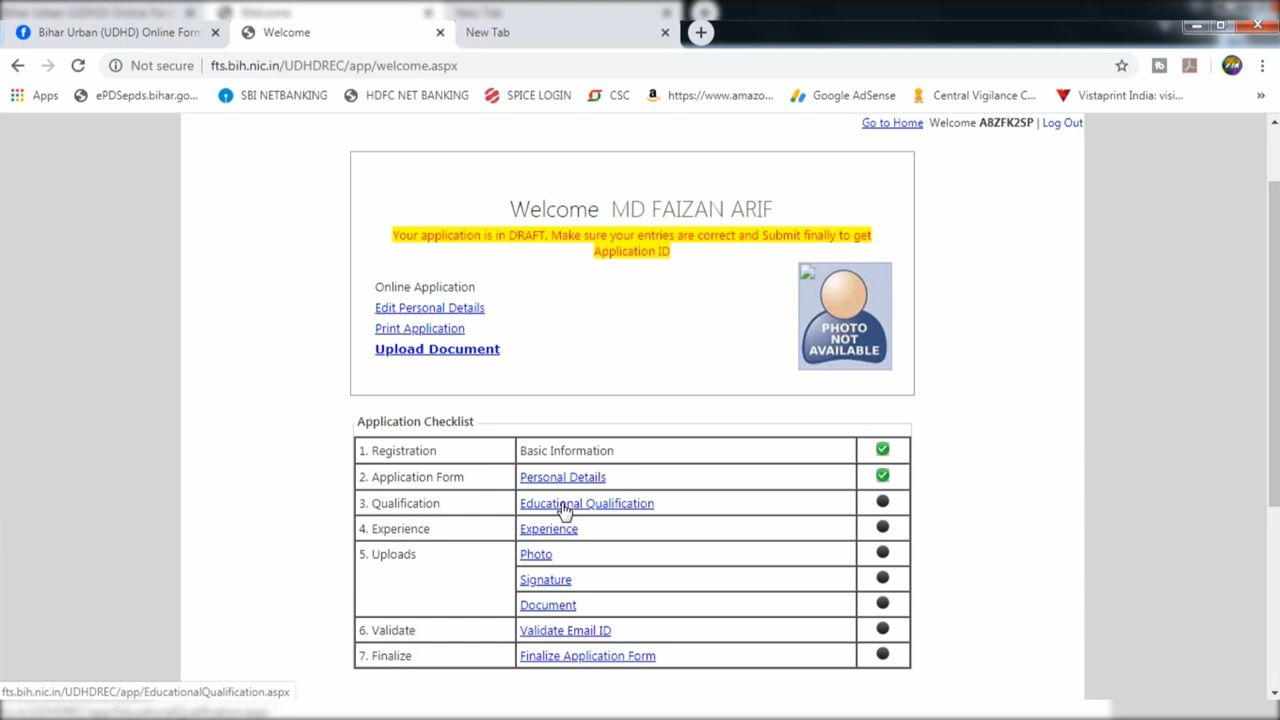 Bihar Urban (UDHD) Online Form
Welcome
New Tab
Not secure
fts.bih.nic.in/UDHDREC/app/welcome.aspx
Apps
ePDSepds.bihar.go...
SBI NETBANKING
HDFC NET BANKING
SPICE LOGIN
CSC
https://www.amazo...
Google AdSense
Central Vigilance C...
Vistaprint India: visi...
»
Go to Home Welcome A8ZFK2SP | Log Out
Welcome MD FAIZAN ARIF
Your application is in DRAFT. Make sure your entries are correct and Submit finally to get
Application ID
Online Application
Edit Personal Details
Print Application
Upload Document
PHOTO
NOT
AVAILABLE
Application Checklist
1. Registration Basic Information
2. Application Form Personal Details
3. Qualification Educational Qualification
4. Experience Experience
5. Uploads Photo
Signature
Document
6. Validate Validate Email ID
7. Finalize Finalize Application Form
fts.bih.nic.in/UDHDREC/app/EducationalQualification.aspx